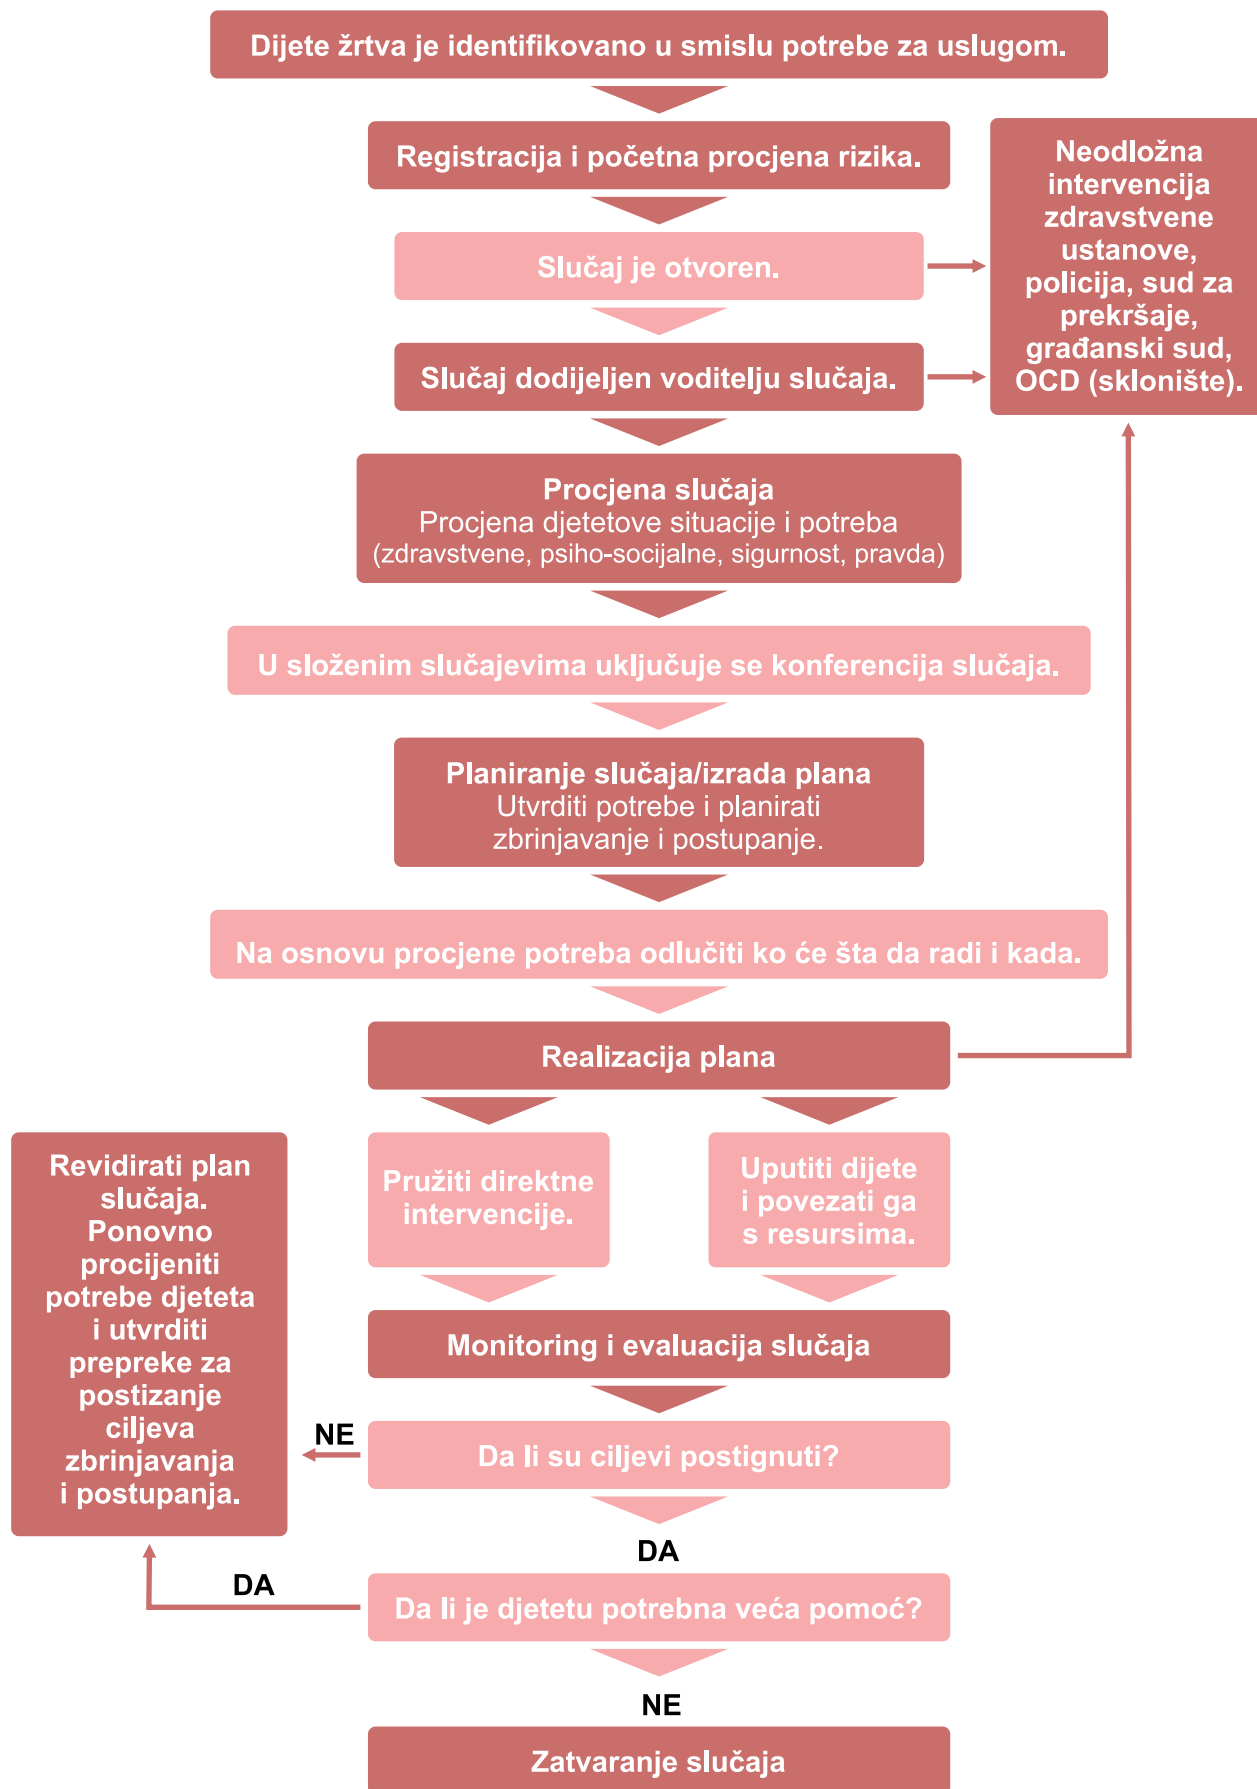 Dijete žrtva je identifikovano u smislu potrebe za uslugom.
Registracija i početna procjena rizika.
Neodložna
intervencija
zdravstvene
ustanove,
policija, sud za
prekršaje,
građanski sud,
OCD (sklonište).
Slučaj je otvoren.
Slučaj dodijeljen voditelju slučaja.
Procjena slučaja
Procjena djetetove situacije i potreba
(zdravstvene, psiho-socijalne, sigurnost, pravda)
U složenim slučajevima uključuje se konferencija slučaja.
Planiranje slučaja/izrada plana
Utvrditi potrebe i planirati
zbrinjavanje i postupanje.
Na osnovu procjene potreba odlučiti ko će šta da radi i kada.
Realizacija plana
Pružiti direktne
intervencije.
Uputiti dijete
i povezati ga
s resursima.
Revidirati plan
slučaja.
Ponovno
procijeniti
potrebe djeteta
i utvrditi
prepreke za
postizanje
ciljeva
zbrinjavanja
i postupanja.
Monitoring i evaluacija slučaja
NE
Da li su ciljevi postignuti?
DA
DA
Da li je djetetu potrebna veća pomoć?
NE
Zatvaranje slučaja